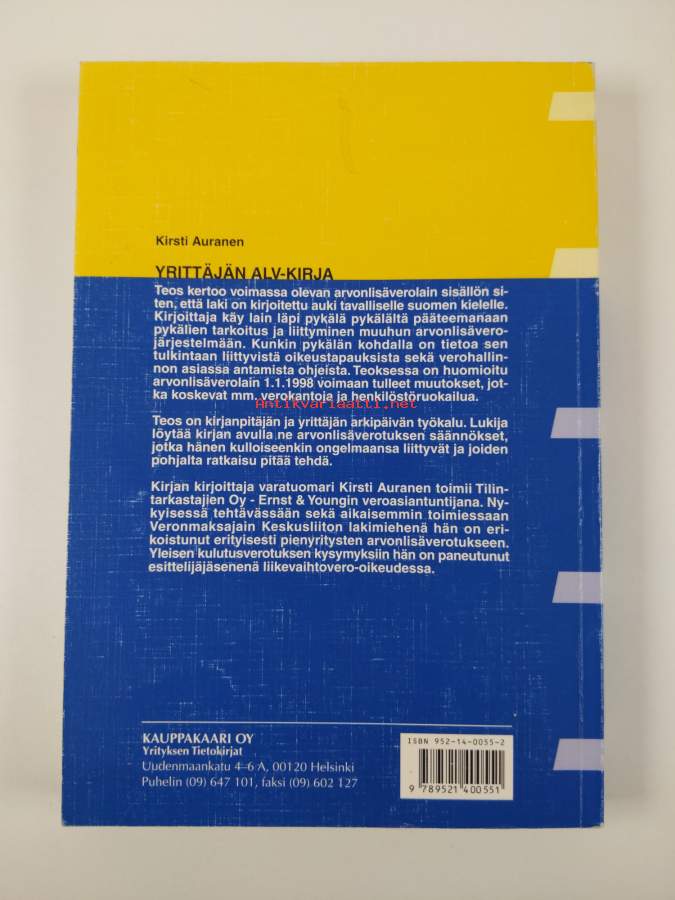 Kirsti Auranen
YRITTÄJÄN ALV-KIRJA
Teos kertoo voimassa olevan arvonlisäverolain sisällön si-
ten, että laki on kirjoitettu auki tavalliselle suomen kielelle.
Kirjoittaja käy lain läpi pykälä pykälältä pääteemanaan
pykälien tarkoitus ja liittyminen muuhun arvonlisävero-
järjestelmään. Kunkin pykälän kohdalla on tietoa sen
tulkintaan liittyvistä oikeustapauksista sekä verohallin-
non asiassa antamista ohjeista. Teoksessa on huomioitu
arvonlisäverolain 1.1.1998 voimaan tulleet muutokset, jot-
ka koskevat mm. verokantoja ja henkilöstöruokailua.
Antikvariaatti.net
Teos on kirjanpitäjän ja yrittäjän arkipäivän työkalu. Lukija
löytää kirjan avulla ne arvonlisäverotuksen säännökset,
jotka hänen kulloiseenkin ongelmaansa liittyvät ja joiden
pohjalta ratkaisu pitää tehdä.
Kirjan kirjoittaja varatuomari Kirsti Auranen toimii Tilin-
tarkastajien Oy - Ernst & Youngin veroasiantuntijana. Ny-
kyisessä tehtävässään sekä aikaisemmin toimiessaan
Veronmaksajain Keskusliiton lakimiehenä hän on eri-
koistunut erityisesti pienyritysten arvonlisäverotukseen.
Yleisen kulutusverotuksen kysymyksiin hän on paneutunut
esittelijäjäsenenä liikevaihtovero-oikeudessa.
KAUPPAKAARI OY
Yrityksen Tietokirjat
Uudenmaankatu 4–6 A, 00120 Helsinki
Puhelin (09) 647 101, faksi (09) 602 127
ISBN 952-14-0055-2
9 789521 400551